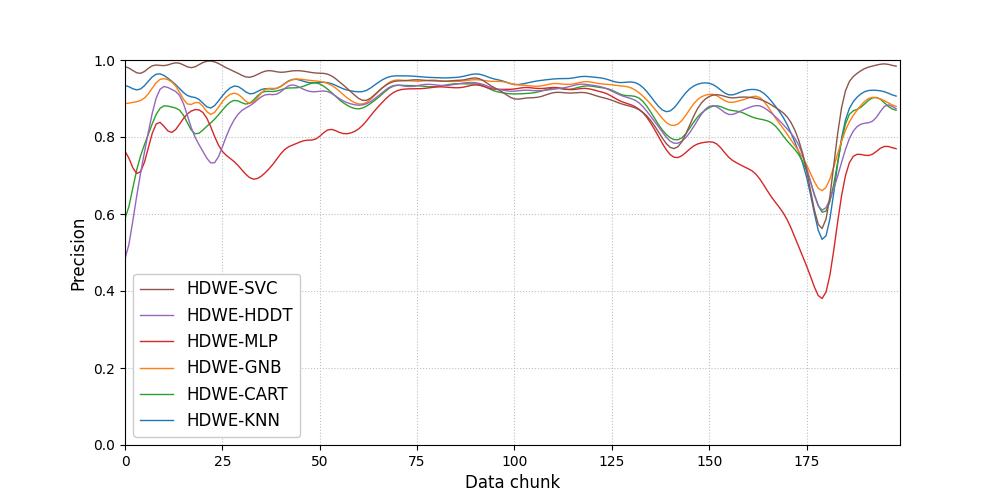 1.0
0.8
0.6
0.4
0.2
0.0
Precision
HDWE-SVC
HDWE-HDDT
HDWE-MLP
HDWE-GNB
HDWE-CART
HDWE-KNN
0 25 50 75 100 125 150 175
Data chunk